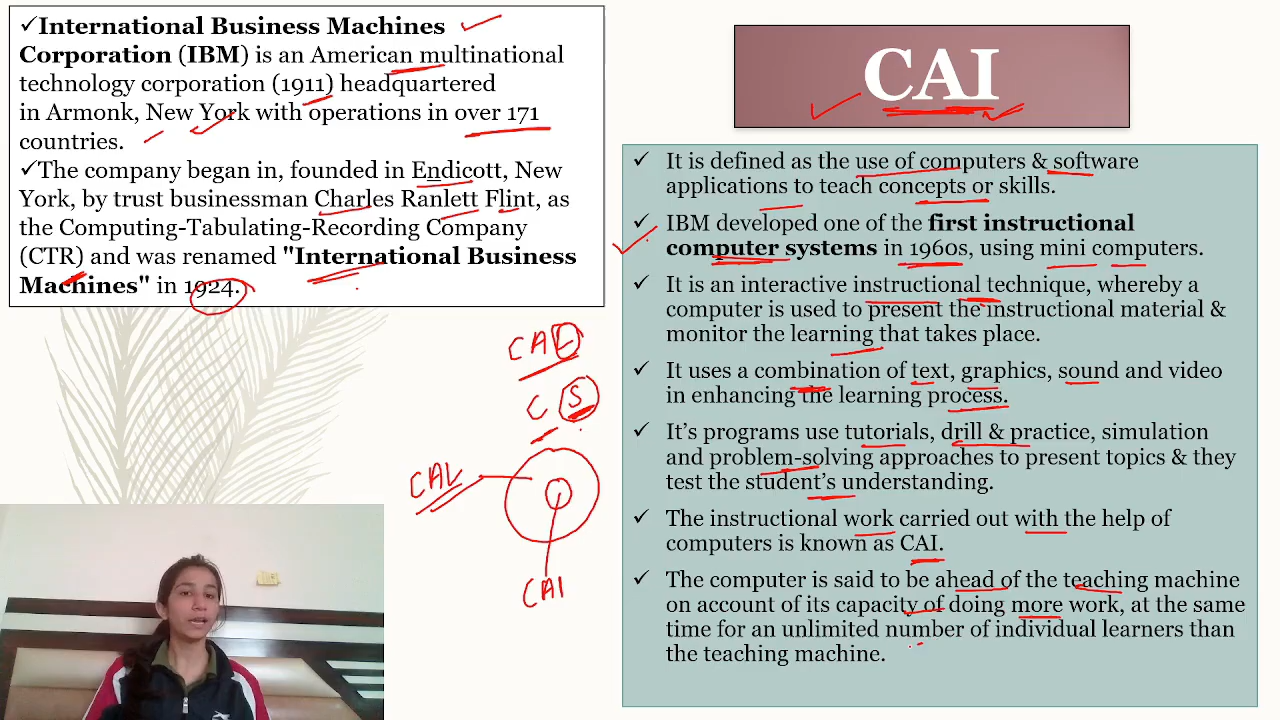 ✓International Business Machines
Corporation (IBM) is an American multinational
technology corporation (1911) headquartered
in Armonk, New York with operations in over 171
countries.
✓The company began in, founded in Endicott, New
York, by trust businessman Charles Ranlett Flint, as
the Computing-Tabulating-Recording Company
(CTR) and was renamed "International Business
Machines" in 1924.
CAI
✓ It is defined as the use of computers & software
applications to teach concepts or skills.
✓ IBM developed one of the first instructional
computer systems in 1960s, using mini computers.
✓ It is an interactive instructional technique, whereby a
computer is used to present the instructional material &
monitor the learning that takes place.
✓ It uses a combination of text, graphics, sound and video
in enhancing the learning process.
✓ It's programs use tutorials, drill & practice, simulation
and problem-solving approaches to present topics & they
test the student's understanding.
✓ The instructional work carried out with the help of
computers is known as CAI.
✓ The computer is said to be ahead of the teaching machine
on account of its capacity of doing more work, at the same
time for an unlimited number of individual learners than
the teaching machine.
C S
CAL
CAI